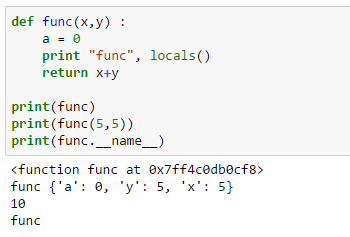 def func(x,y) :
    a = 0
    print "func", locals()
    return x+y
print(func)
print(func(5,5))
print(func.__name__)
<function func at 0x7ff4c0db0cf8>
func {'a': 0, 'y': 5, 'x': 5}
10
func